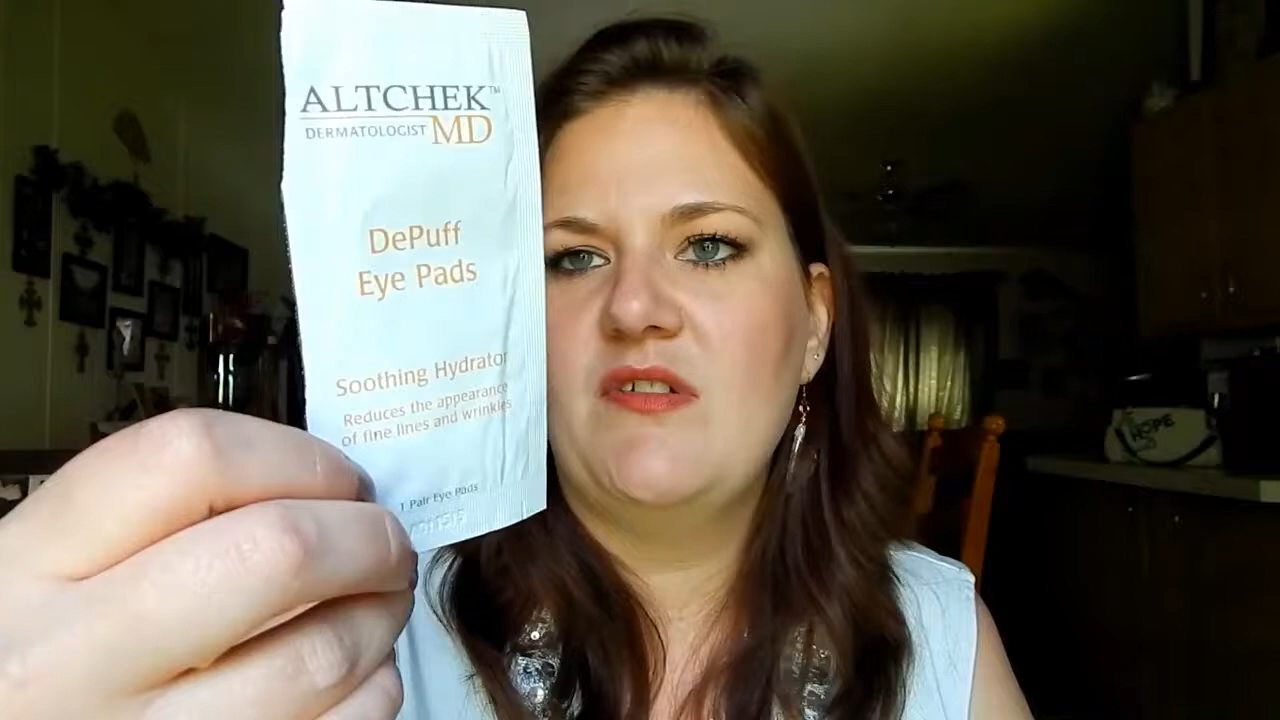 ALTCHEK™
DERMATOLOGIST MD
DePuff
Eye Pads
Soothing Hydrator
Reduces the appearance
of fine lines and wrinkles
1 Pair Eye Pads
HOPE